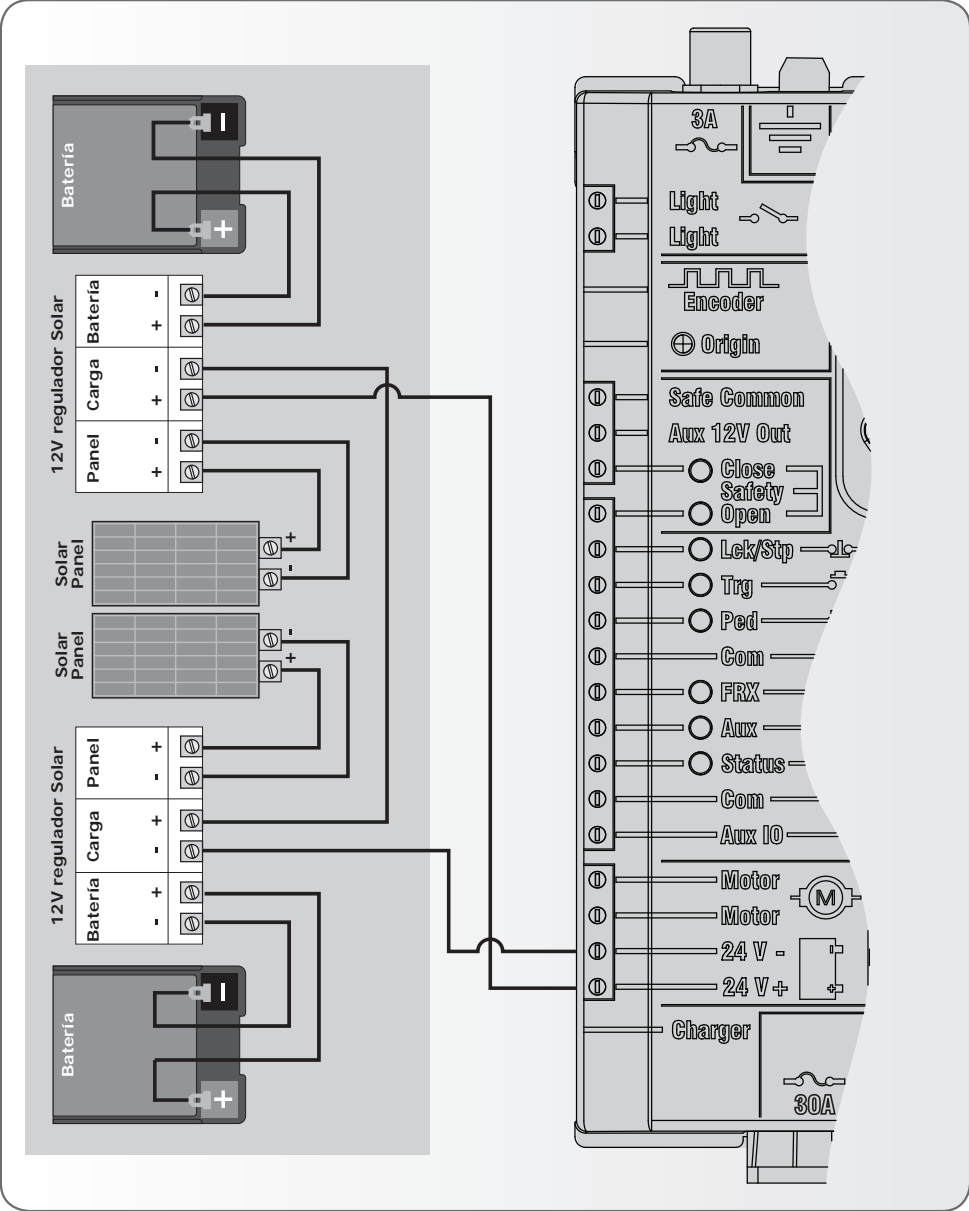 Batería
-
+
12V regulador Solar
Batería
-
+
Carga
-
+
Panel
-
+
Solar
Panel
+
-
Solar
Panel
-
+
12V regulador Solar
Panel
+
-
Carga
+
-
Batería
+
-
Batería
-
+
3A
Light
Light
Encoder
Origin
Safe Common
Aux 12V Out
Close
Safety
Open
Lck/Stp
Trg
Ped
Com
FRX
Aux
Status
Com
Aux IO
Motor
Motor
M
24 V -
24 V +
Charger
30A